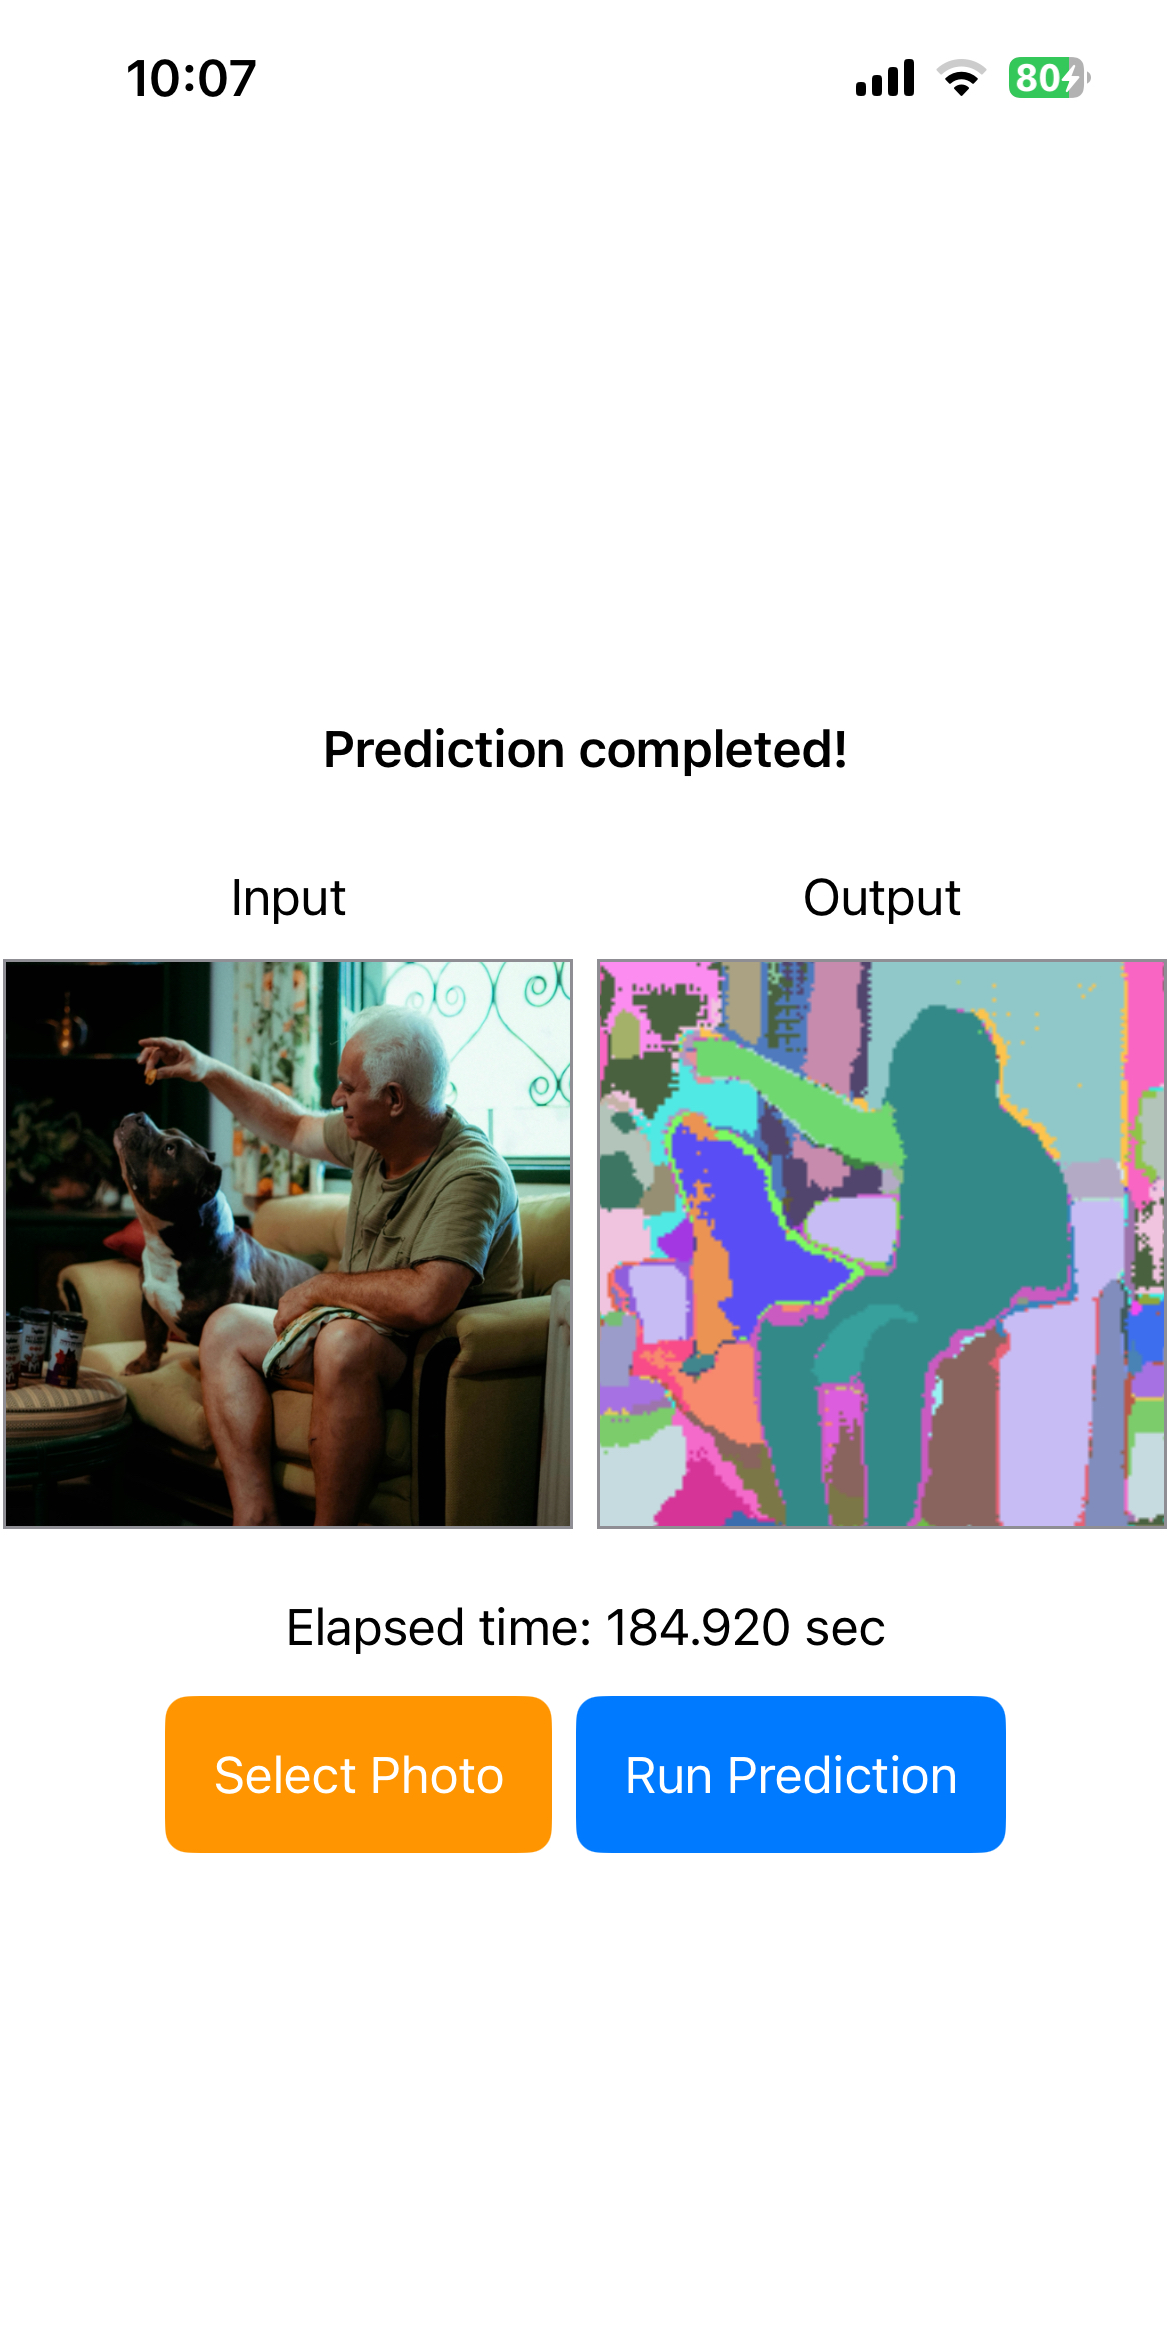 10:07
80
Prediction completed!
Input Output
Elapsed time: 184.920 sec
Select Photo Run Prediction